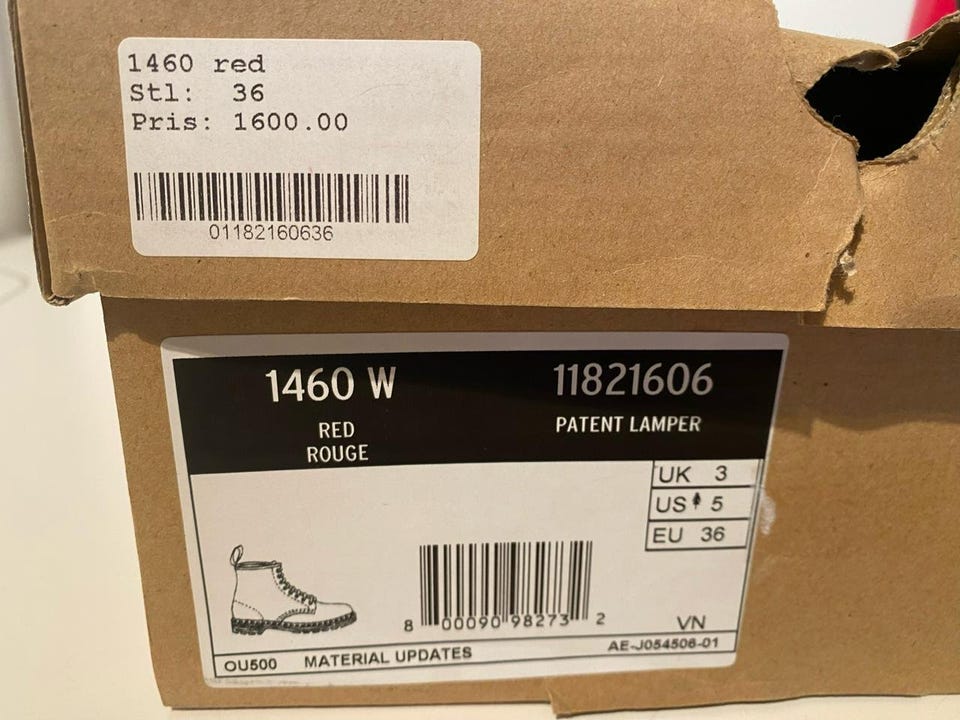 1460 red
Stl: 36
Pris: 1600.00
01182160636
1460 W
RED
ROUGE
11821606
PATENT LAMPER
UK 3
US 5
EU 36
8 00090 98273 2
VN
AE-J054506-01
OU500 MATERIAL UPDATES